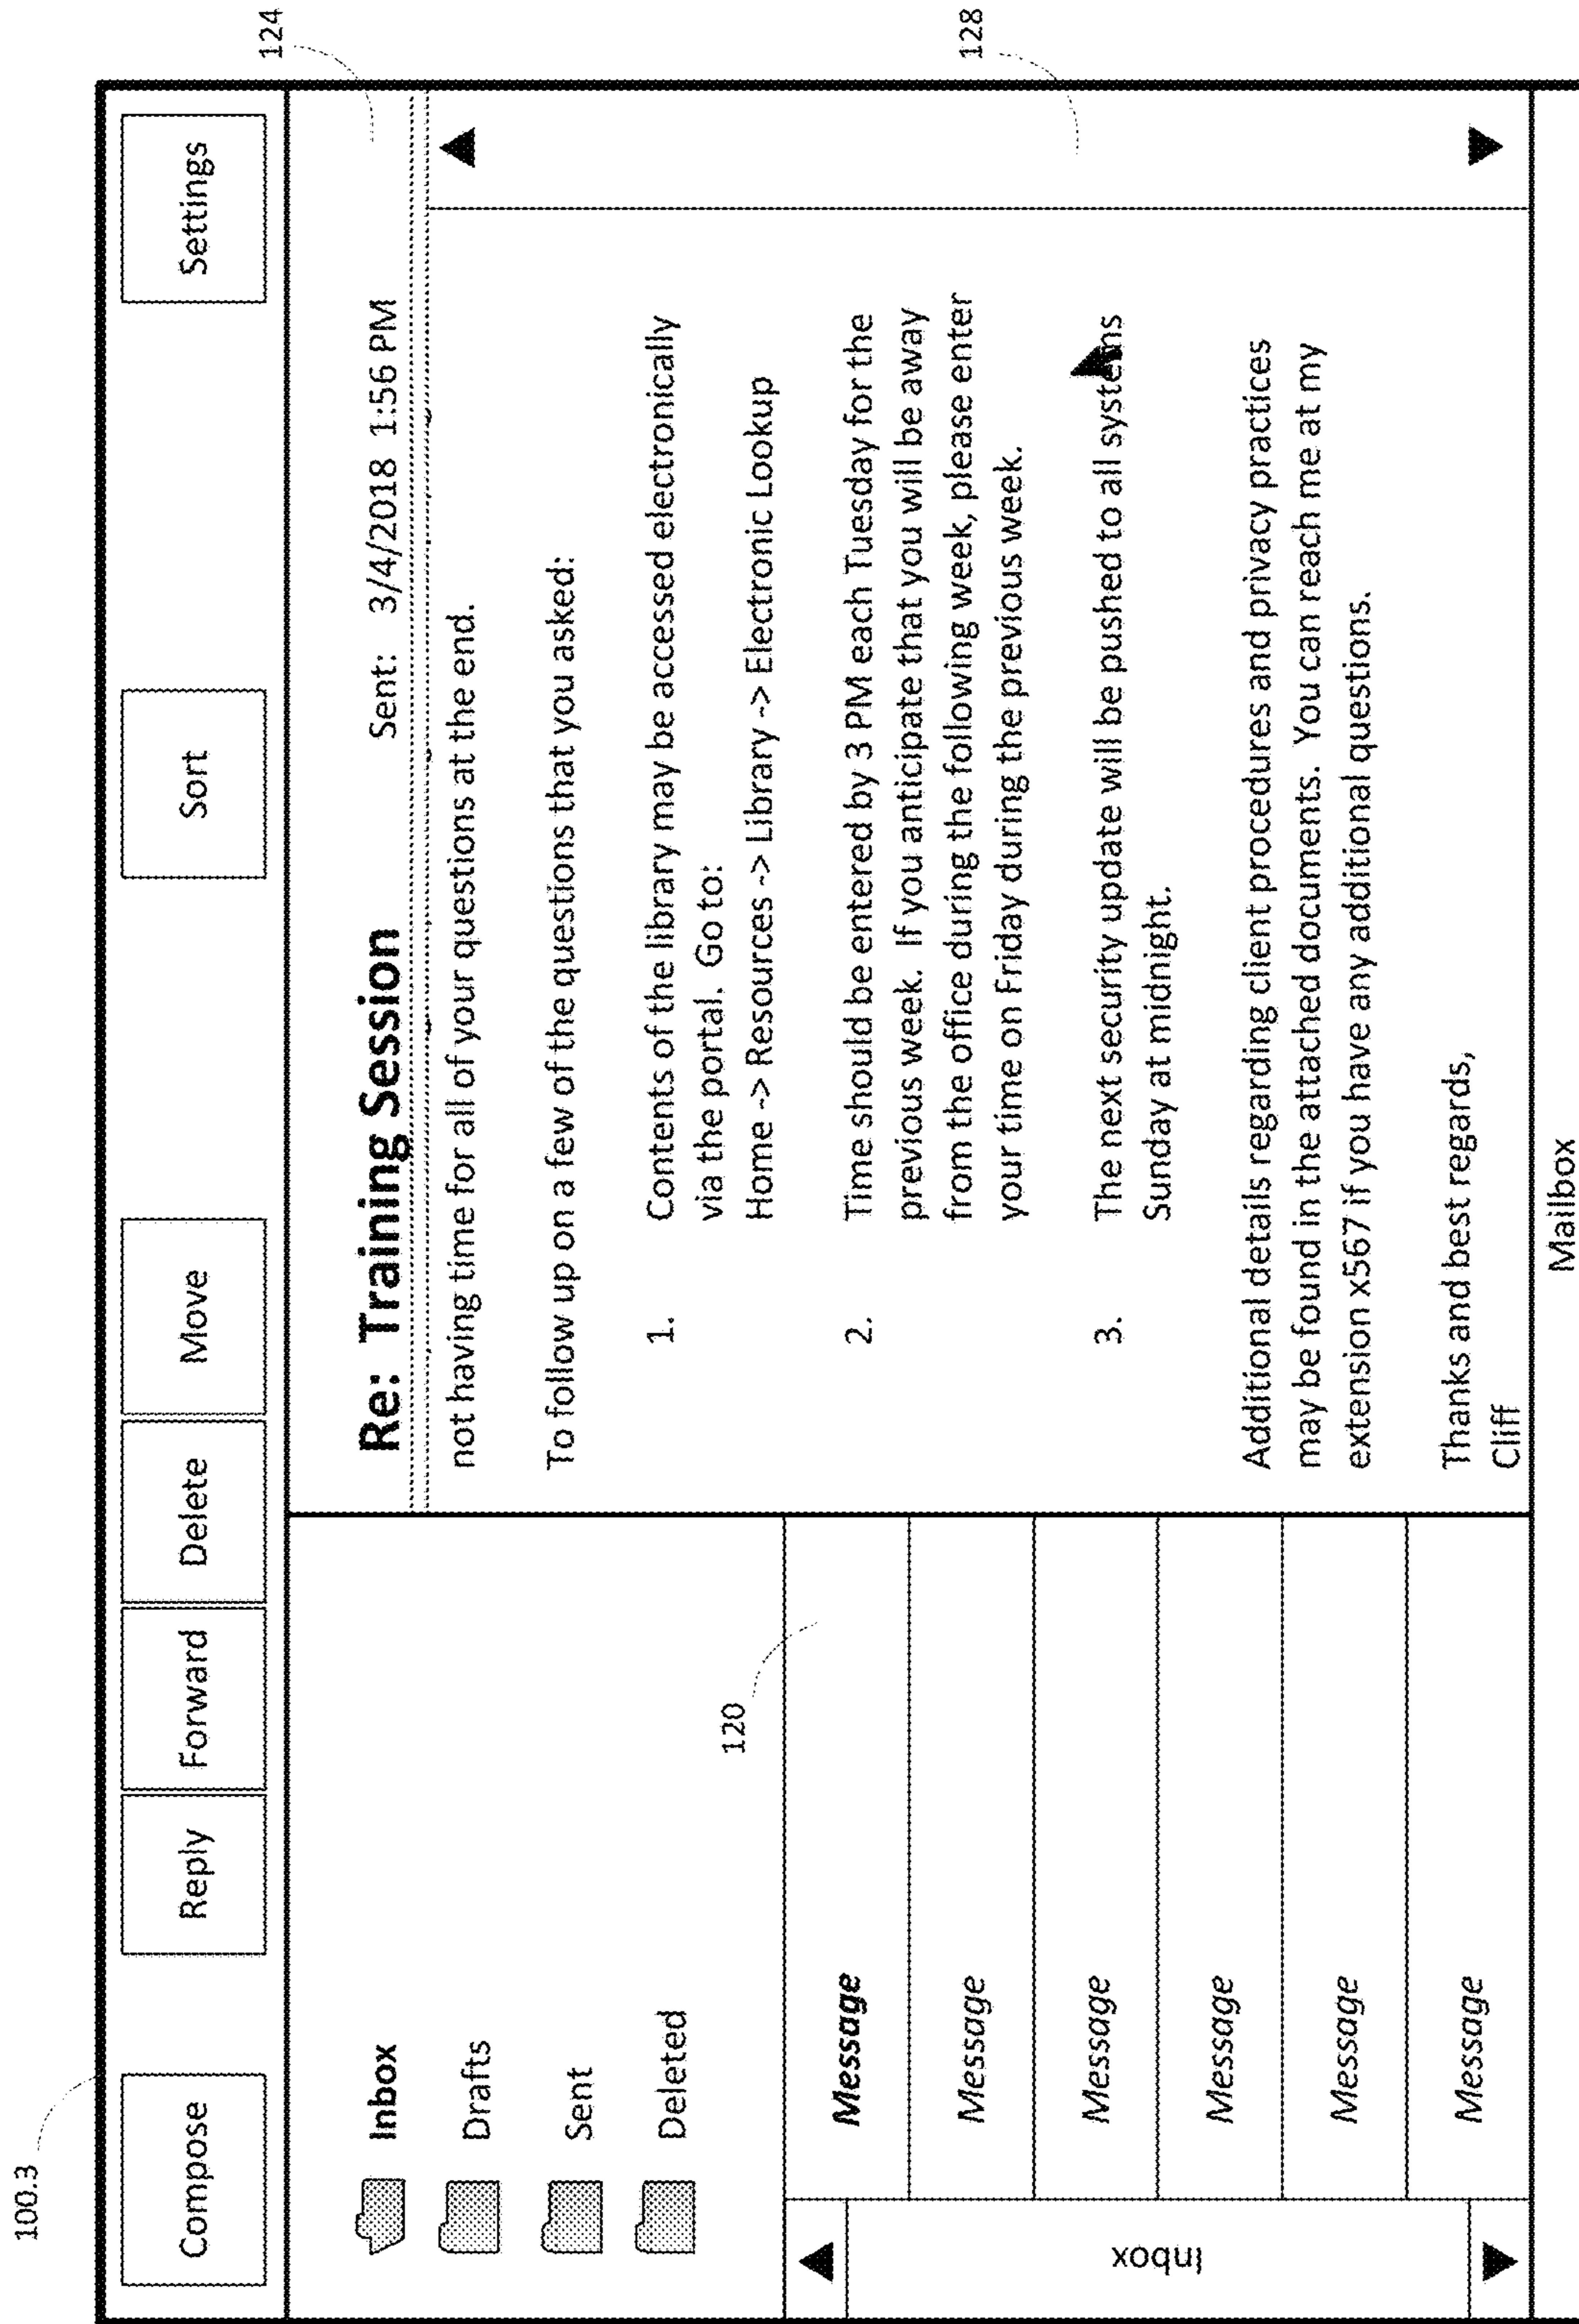 100.3
124
Compose
Reply
Forward
Delete
Move
Sort
Settings
Inbox
Drafts
Sent
Deleted
120
Inbox
Message
Message
Message
Message
Message
Message
Re: Training Session
Sent: 3/4/2018 1:56 PM
not having time for all of your questions at the end.
To follow up on a few of the questions that you asked:
1. Contents of the library may be accessed electronically
via the portal. Go to:
Home -> Resources -> Library -> Electronic Lookup
2. Time should be entered by 3 PM each Tuesday for the
previous week. If you anticipate that you will be away
from the office during the following week, please enter
your time on Friday during the previous week.
3. The next security update will be pushed to all systems
Sunday at midnight.
Additional details regarding client procedures and privacy practices
may be found in the attached documents. You can reach me at my
extension x567 if you have any additional questions.
Thanks and best regards,
Cliff
128
Mailbox